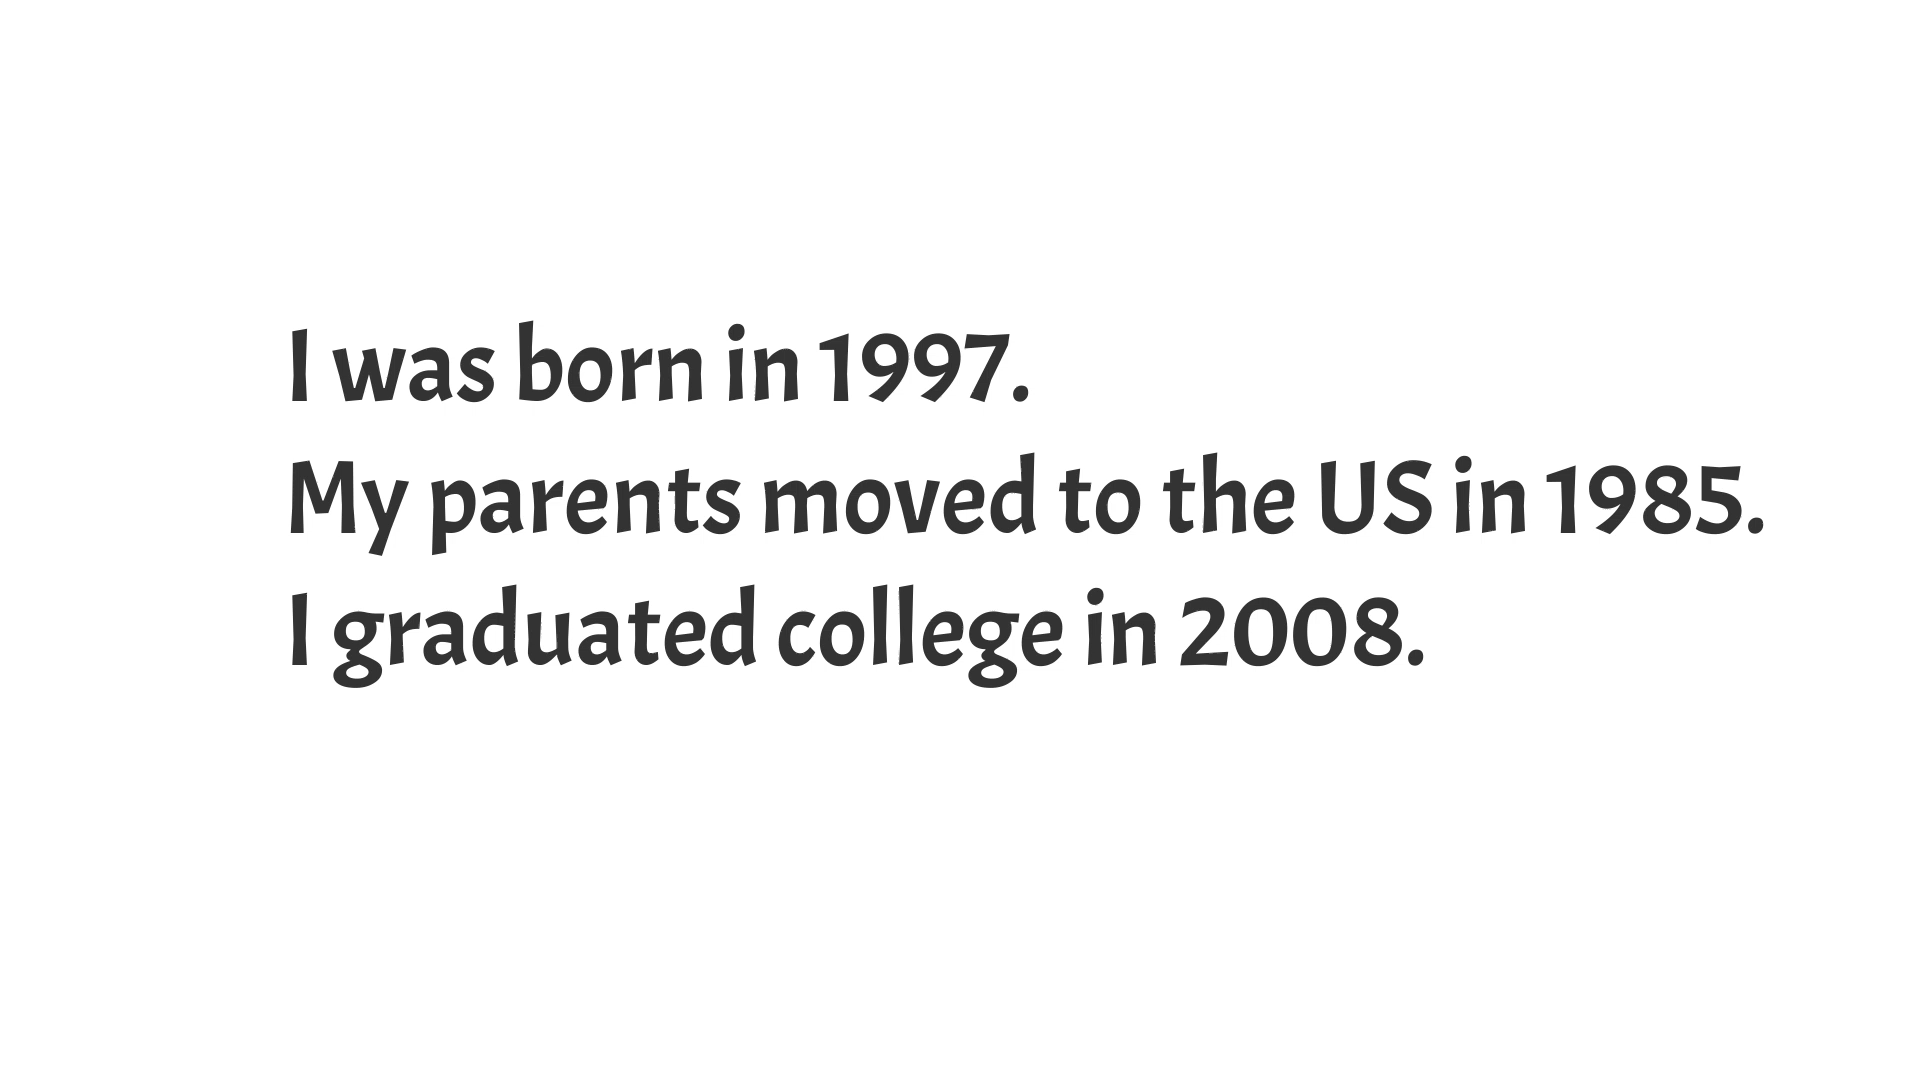 I was born in 1997.
My parents moved to the US in 1985.
I graduated college in 2008.